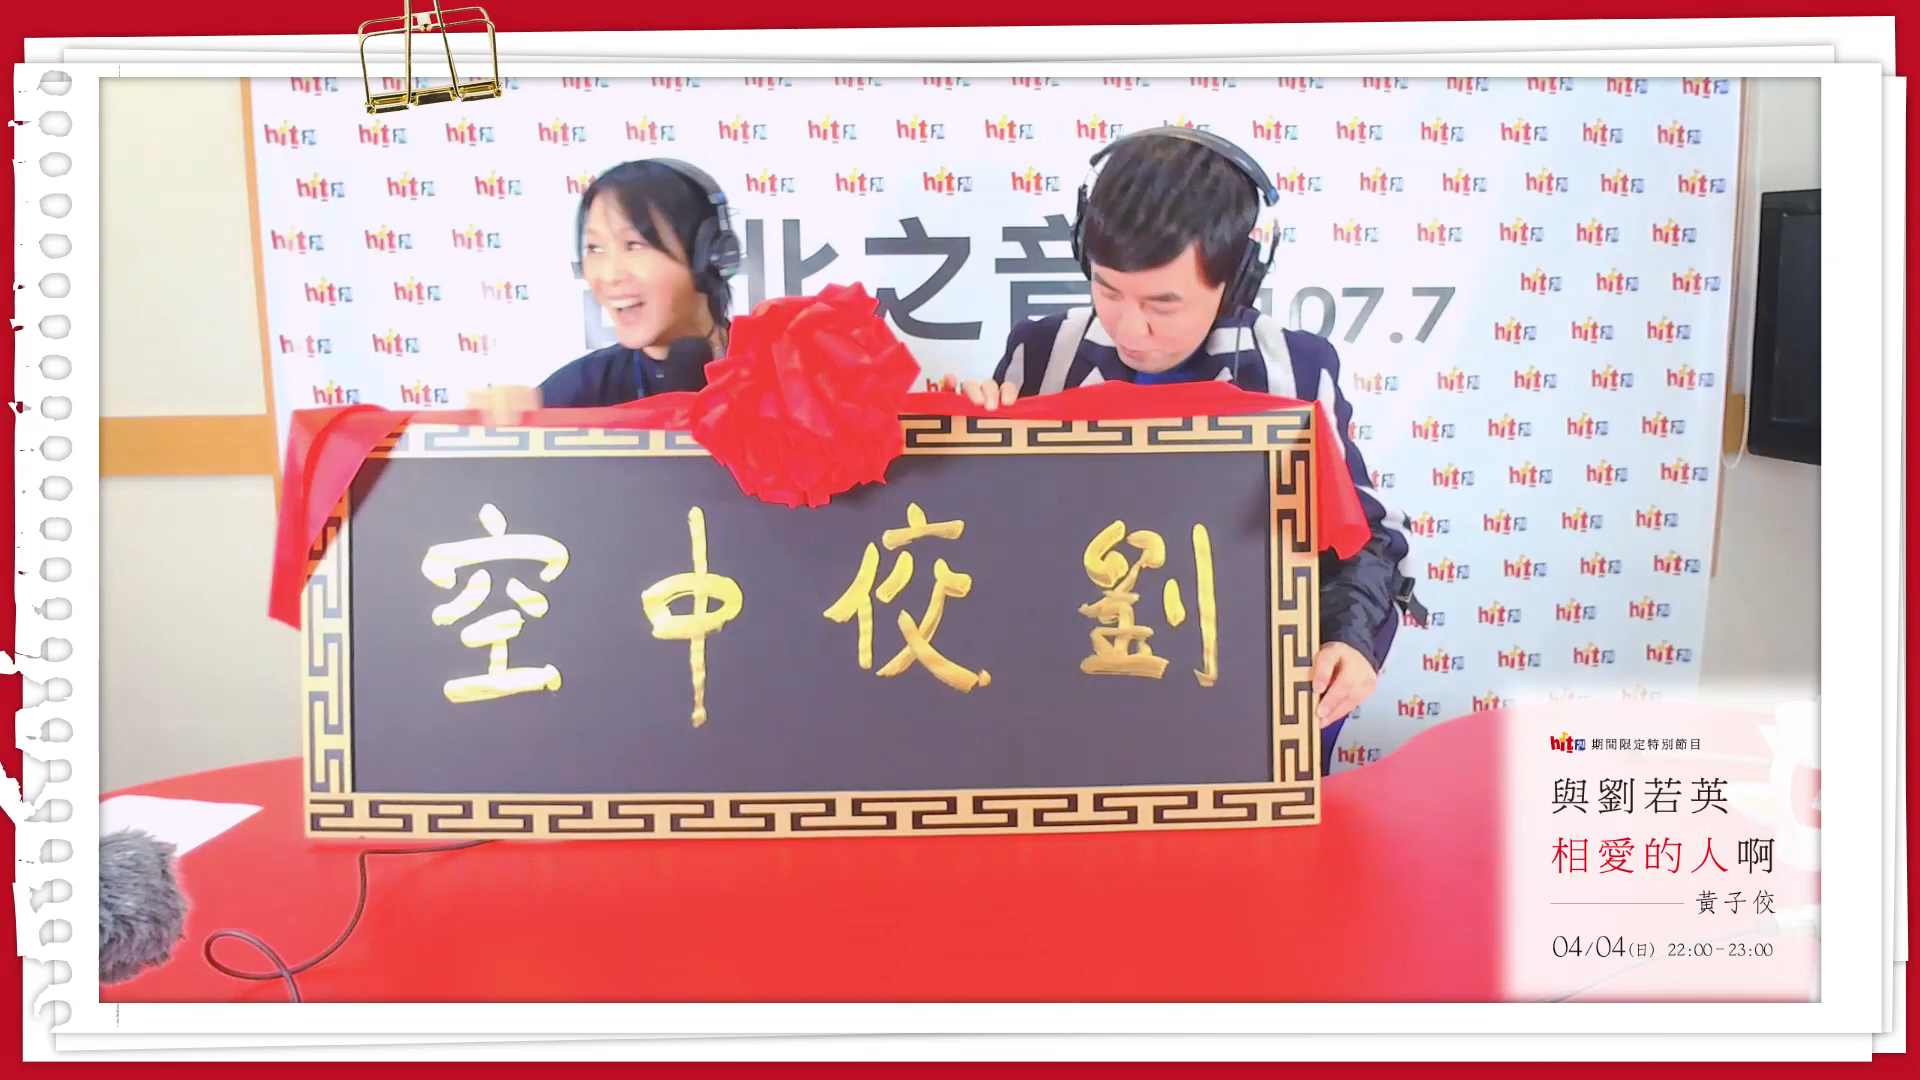 hit FM
北之音 107.7
空中佼劉
hit FM 期間限定特別節目
與劉若英
相愛的人啊
黃子佼
04/04(日) 22:00-23:00